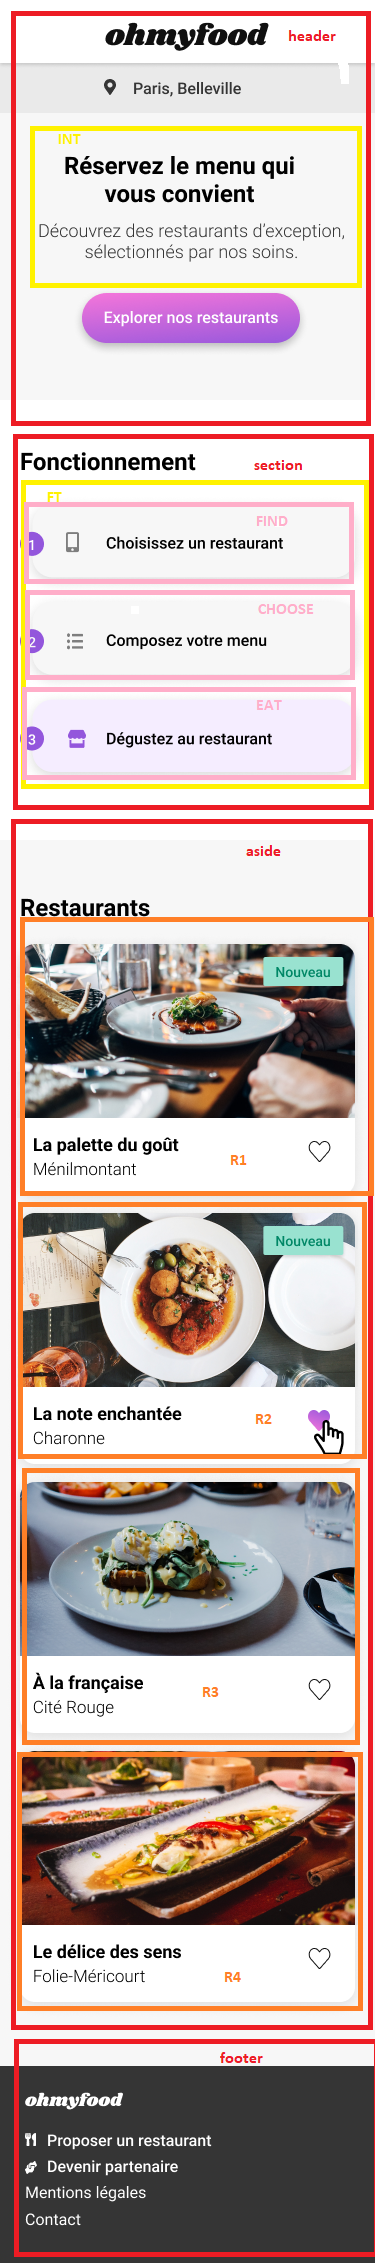 ohmyfood
header
Paris, Belleville
INT
Réservez le menu qui
vous convient
Découvrez des restaurants d'exception,
sélectionnés par nos soins.
Explorer nos restaurants
Fonctionnement
section
FT
FIND
1
Choisissez un restaurant
CHOOSE
2
Composez votre menu
EAT
3
Dégustez au restaurant
aside
Restaurants
Nouveau
La palette du goût
R1
Ménilmontant
Nouveau
La note enchantée
R2
Charonne
À la française
R3
Cité Rouge
Le délice des sens
Folie-Méricourt
R4
footer
ohmyfood
Proposer un restaurant
Devenir partenaire
Mentions légales
Contact